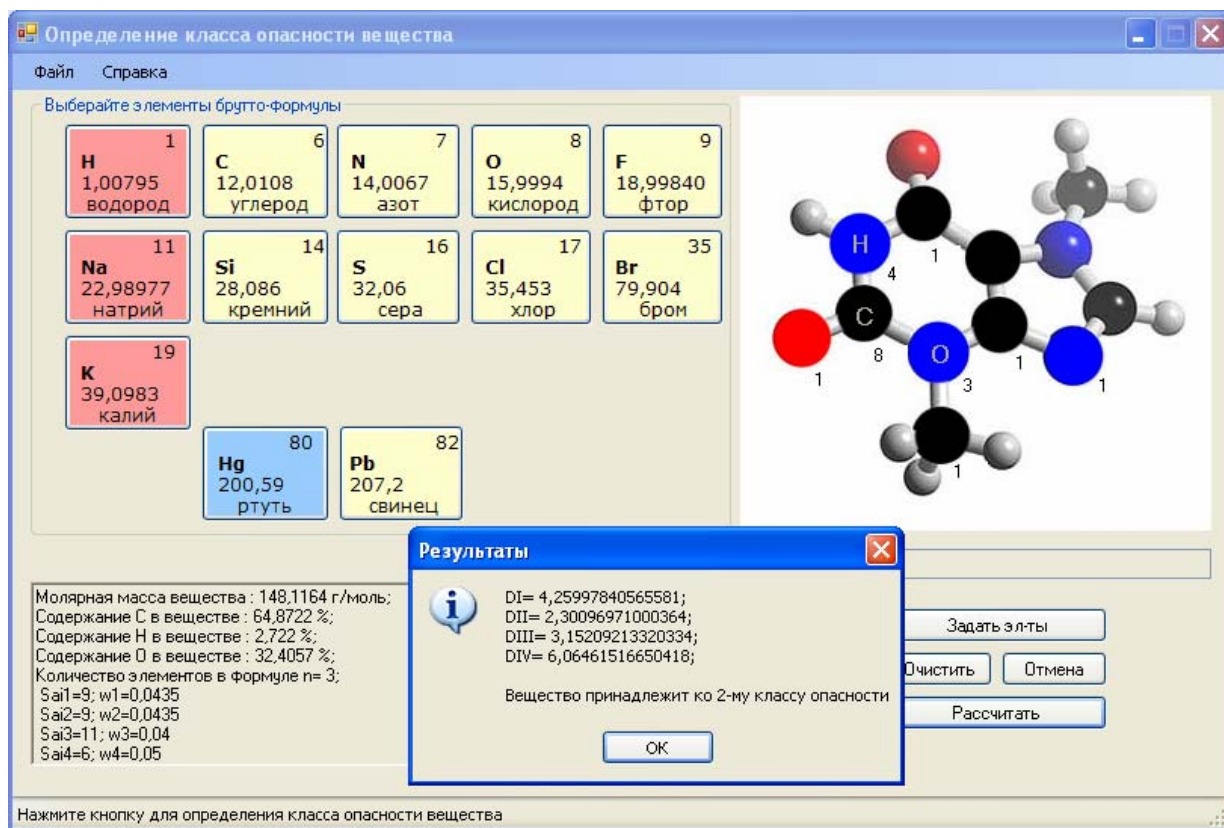 Определение класса опасности вещества
Файл Справка
Выберайте элементы брутто-формулы
1
H
1,00795
водород
6
C
12,0108
углерод
7
N
14,0067
азот
8
O
15,9994
кислород
9
F
18,99840
фтор
11
Na
22,98977
натрий
14
Si
28,086
кремний
16
S
32,06
сера
17
Cl
35,453
хлор
35
Br
79,904
бром
19
K
39,0983
калий
80
Hg
200,59
ртуть
82
Pb
207,2
свинец
H
4
1
C
8
1
O
3
1
1
1
Результаты
DI= 4,25997840565581;
DII= 2,30096971000364;
DIII= 3,15209213320334;
DIV= 6,06461516650418;
Вещество принадлежит ко 2-му классу опасности
OK
Молярная масса вещества : 148,1164 г/моль;
Содержание C в веществе : 64,8722 %;
Содержание H в веществе : 2,722 %;
Содержание O в веществе : 32,4057 %;
Количество элементов в формуле n= 3;
Sai1=9; w1=0,0435
Sai2=9; w2=0,0435
Sai3=11; w3=0,04
Sai4=6; w4=0,05
Задать эл-ты
Очистить Отмена
Рассчитать
Нажмите кнопку для определения класса опасности вещества